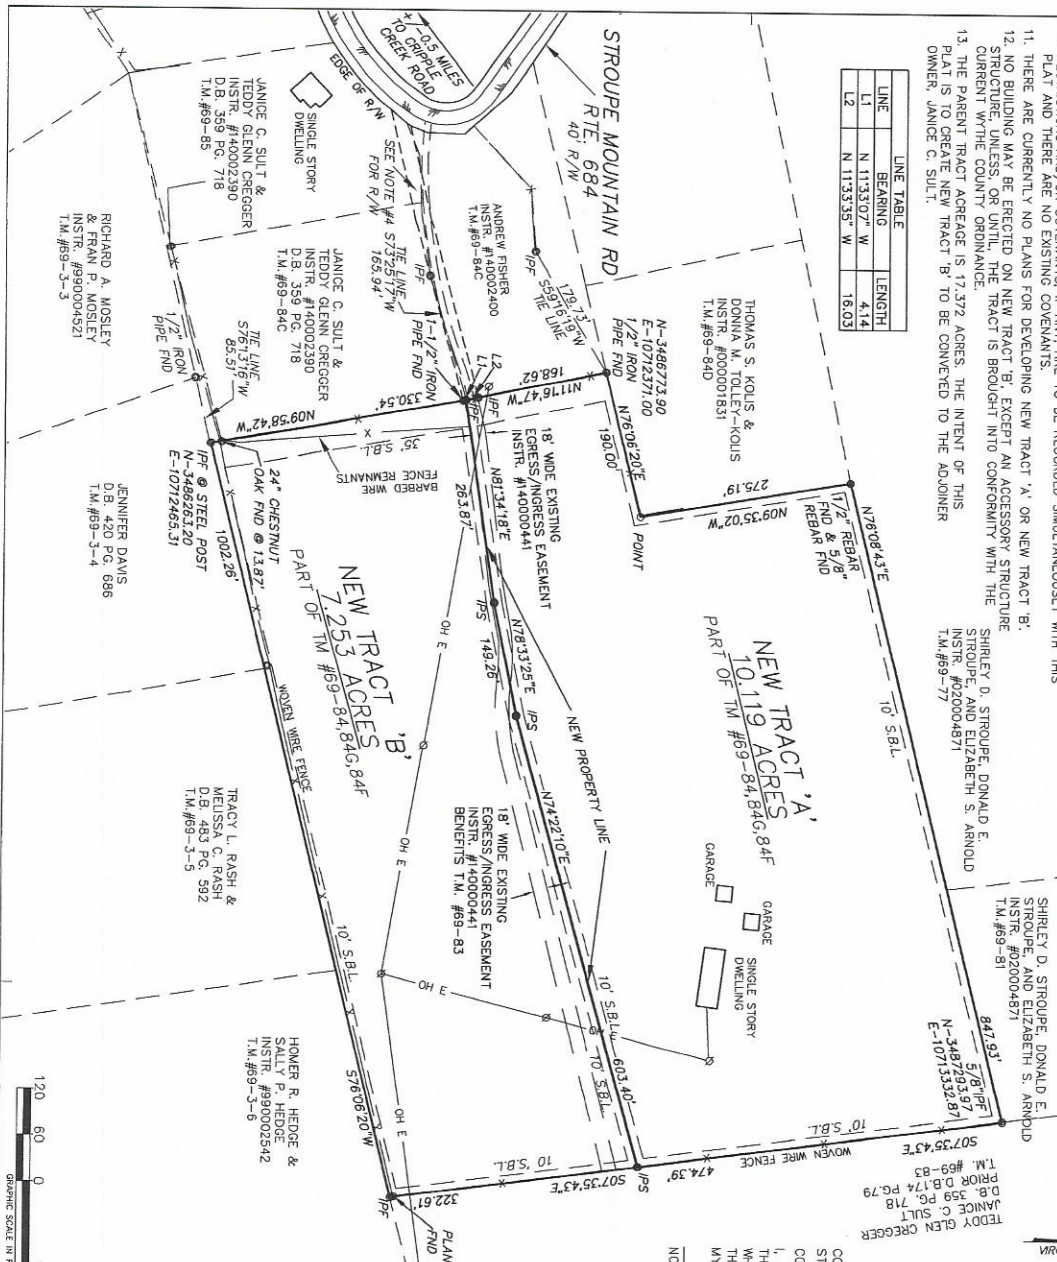 PLAT AND THERE ARE NO EXISTING COVENANTS.
11. THERE ARE CURRENTLY NO PLANS FOR DEVELOPING NEW TRACT 'A' OR NEW TRACT 'B'.
12. NO BUILDING MAY BE ERECTED ON NEW TRACT 'B', EXCEPT AN ACCESSORY STRUCTURE
STRUCTURE, UNLESS, OR UNTIL, THE TRACT IS BROUGHT INTO CONFORMITY WITH THE
CURRENT WYTHE COUNTY ORDINANCE.
13. THE PARENT TRACT ACREAGE IS 17.372 ACRES. THE INTENT OF THIS
PLAT IS TO CREATE NEW TRACT 'B' TO BE CONVEYED TO THE ADJOINER
OWNER, JANICE C. SULT.
LINE TABLE
LINE BEARING LENGTH
L1 N 11°33'07" W 4.14
L2 N 11°33'35" W 16.03
SHIRLEY D. STROUPE, DONALD E.
STROUPE, AND ELIZABETH S. ARNOLD
INSTR. #020004871
T.M.#69-81
SHIRLEY D. STROUPE, DONALD E.
STROUPE, AND ELIZABETH S. ARNOLD
INSTR. #020004871
T.M.#69-77
847.93'
5/8"IPF
N-3487293.97
E-10713332.87
N76°08'43"E
10' S.B.L.
1/2" REBAR
FND & 5/8"
REBAR FND
275.19'
N09°35'02"W
POINT
N76°06'20"E
190.00'
THOMAS S. KOLIS &
DONNA M. TOLLEY-KOLIS
INSTR. #000001831
T.M.#69-84D
N-3486773.90
E-10712371.00
1/2" IRON
PIPE FND
STROUPE MOUNTAIN RD
RTE. 684
40' R/W
+/-0.5 MILES
TO CRIPPLE
CREEK ROAD
EDGE OF R/W
179.73'
S59°16'19"W
TIE LINE
IPF
ANDREW FISHER
INSTR. #140002400
T.M.#69-84C
168.62'
N11°16'47"W
NEW TRACT 'A'
10.119 ACRES
PART OF TM #69-84,84G,84F
GARAGE
GARAGE
SINGLE STORY
DWELLING
10' S.B.L.
S07°35'43"E
WOVEN WIRE FENCE
474.39'
T.M. #69-83
PRIOR D.B.174 PG.79
D.B. 359 PG. 718
JANICE C. SULT
TEDDY GLEN CREGGER
NEW PROPERTY LINE
18' WIDE EXISTING
EGRESS/INGRESS EASEMENT
INSTR. #140000441
L2
L1
IPF
IPF
IPF
N81°34'18"E
263.87'
IPS
N78°33'25"E
149.26'
IPS
N74°22'10"E
603.40'
10' S.B.L.
10' S.B.L.
IPS
18' WIDE EXISTING
EGRESS/INGRESS EASEMENT
INSTR. #140000441
BENEFITS T.M. #69-83
SEE NOTE #4
FOR R/W
TIE LINE
S73°25'17"W
165.94'
1-1/2" IRON
PIPE FND
SINGLE STORY
DWELLING
JANICE C. SULT &
TEDDY GLENN CREGGER
INSTR. #140002390
D.B. 359 PG. 718
T.M.#69-85
JANICE C. SULT &
TEDDY GLENN CREGGER
INSTR. #140002390
D.B. 359 PG. 718
T.M.#69-84C
330.54'
N09°58'42"W
35' S.B.L.
BARBED WIRE
FENCE REMNANTS
NEW TRACT 'B'
7.253 ACRES
PART OF TM #69-84,84G,84F
OH E
OH E
OH E
OH E
OH E
S07°35'43"E
10' S.B.L.
322.61'
IPF
24" CHESTNUT
OAK FND @ 13.87'
1002.26'
IPF @ STEEL POST
N-3486263.20
E-10712465.31
TIE LINE
S76°13'16"W
85.51'
1/2" IRON
PIPE FND
WOVEN WIRE FENCE
10' S.B.L.
S76°06'20"W
RICHARD A. MOSLEY
& FRAN P. MOSLEY
INSTR. #990004521
T.M.#69-3-3
JENNIFER DAVIS
D.B. 420 PG. 686
T.M.#69-3-4
TRACY L. RASH &
MELISSA C. RASH
D.B. 483 PG. 592
T.M.#69-3-5
HOMER R. HEDGE &
SALLY P. HEDGE
INSTR. #990002542
T.M.#69-3-6
120 60 0
GRAPHIC SCALE IN